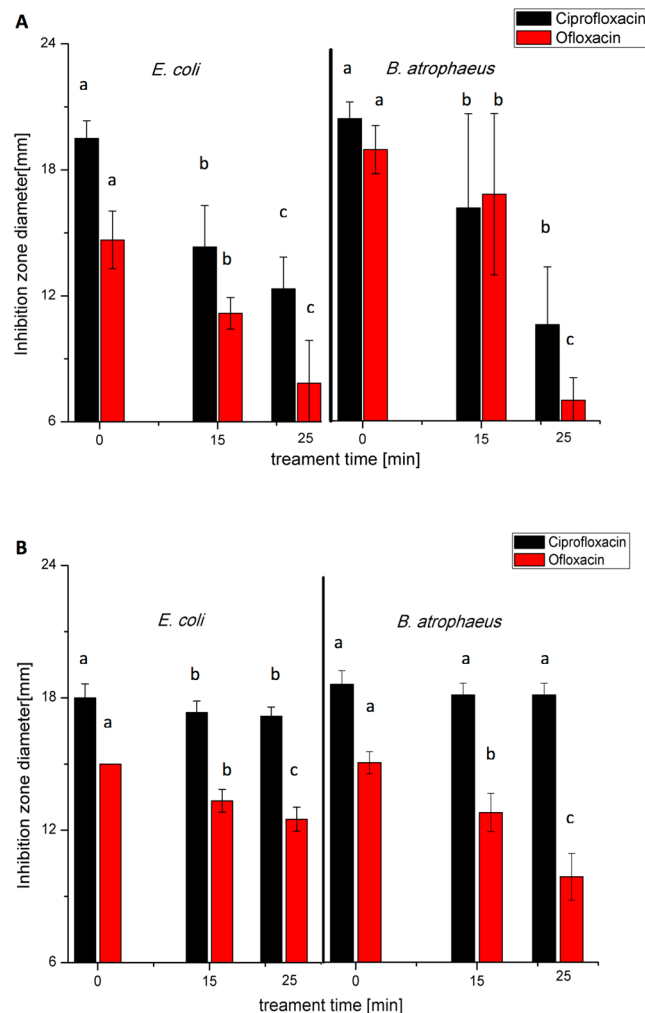 A
Ciprofloxacin
Ofloxacin
24
18
12
6
Inhibition zone diameter[mm]
E. coli
B. atrophaeus
a
a
b
b
c
c
a
a
b
b
b
c
0
15
25
0
15
25
treament time [min]
B
Ciprofloxacin
Ofloxacin
24
18
12
6
Inhibition zone diameter[mm]
E. coli
B. atrophaeus
a
a
b
b
b
c
a
a
a
b
a
c
0
15
25
0
15
25
treament time [min]